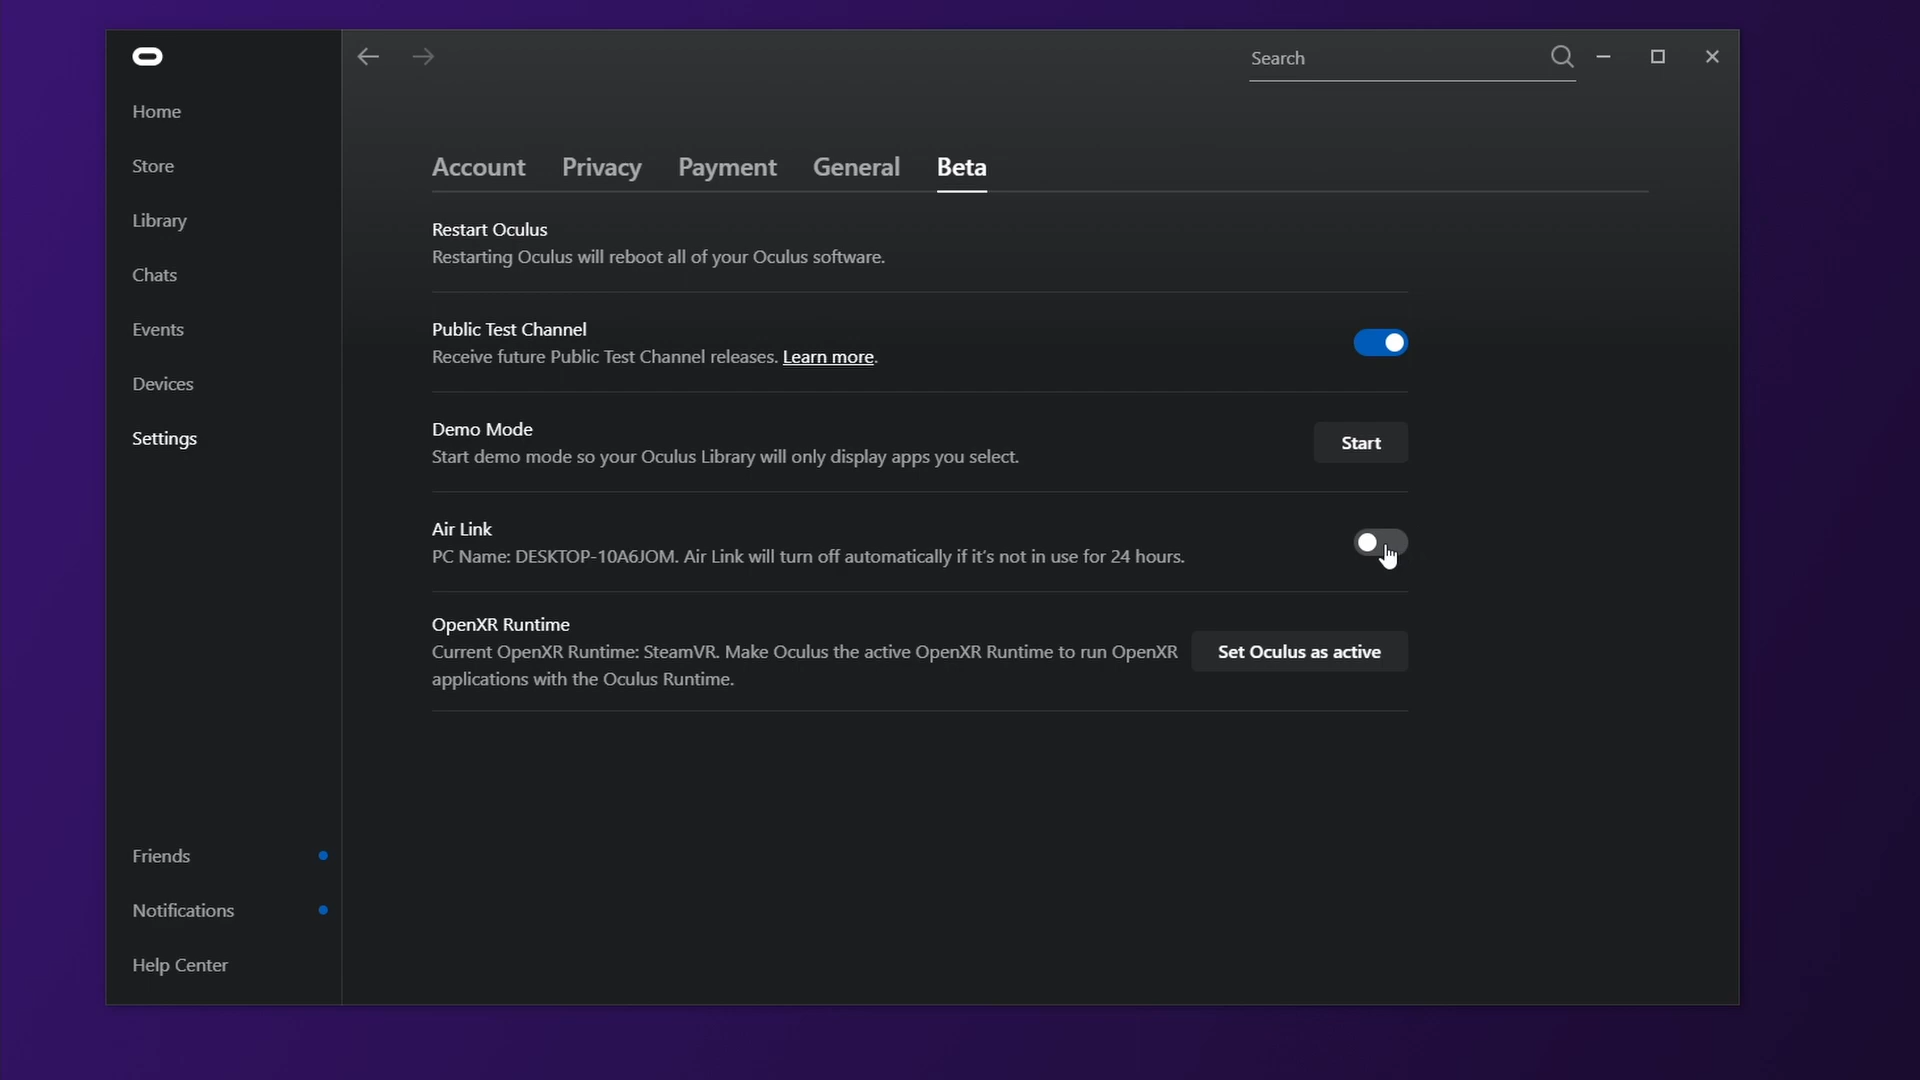 Search
Home
Store
Library
Chats
Events
Devices
Settings
Account Privacy Payment General Beta
Restart Oculus
Restarting Oculus will reboot all of your Oculus software.
Public Test Channel
Receive future Public Test Channel releases. Learn more.
Demo Mode
Start demo mode so your Oculus Library will only display apps you select.
Start
Air Link
PC Name: DESKTOP-10A6JOM. Air Link will turn off automatically if it's not in use for 24 hours.
OpenXR Runtime
Current OpenXR Runtime: SteamVR. Make Oculus the active OpenXR Runtime to run OpenXR
applications with the Oculus Runtime.
Set Oculus as active
Friends
Notifications
Help Center